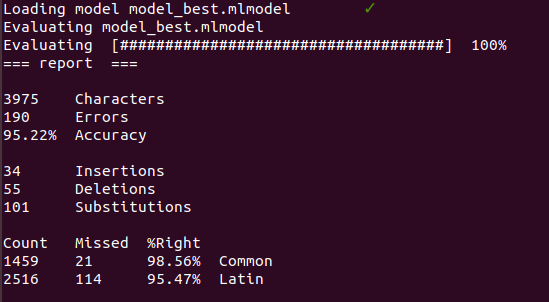 Loading model model_best.mlmodel ✓
Evaluating model_best.mlmodel
Evaluating [####################################] 100%
=== report ===
3975 Characters
190 Errors
95.22% Accuracy
34 Insertions
55 Deletions
101 Substitutions
Count Missed %Right
1459 21 98.56% Common
2516 114 95.47% Latin